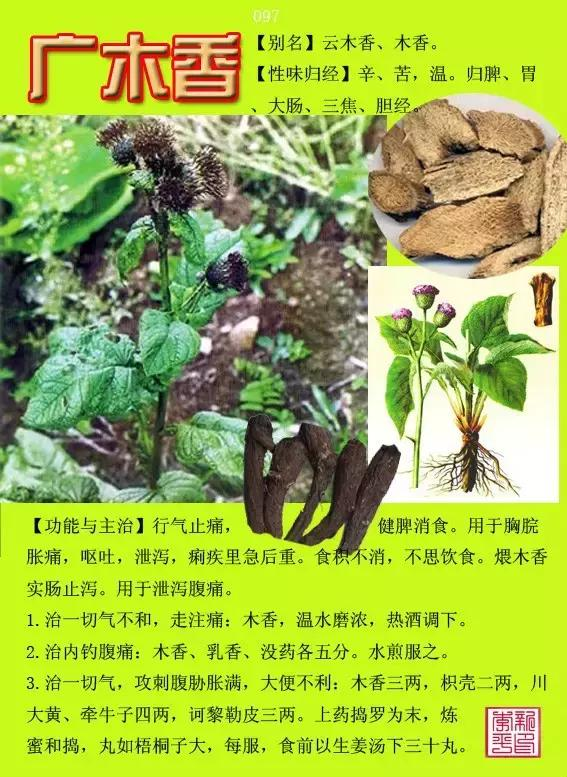 097
广木香
【别名】云木香、木香。
【性味归经】辛、苦，温。归脾、胃
、大肠、三焦、胆经。
【功能与主治】行气止痛， 健脾消食。用于胸脘
胀痛，呕吐，泄泻，痢疾里急后重。食积不消，不思饮食。煨木香
实肠止泻。用于泄泻腹痛。
1.治一切气不和，走注痛：木香，温水磨浓，热酒调下。
2.治内钓腹痛：木香、乳香、没药各五分。水煎服之。
3.治一切气，攻刺腹胁胀满，大便不利：木香三两，枳壳二两，川
大黄、牵牛子四两，诃黎勒皮三两。上药捣罗为末，炼
蜜和捣，丸如梧桐子大，每服，食前以生姜汤下三十丸。